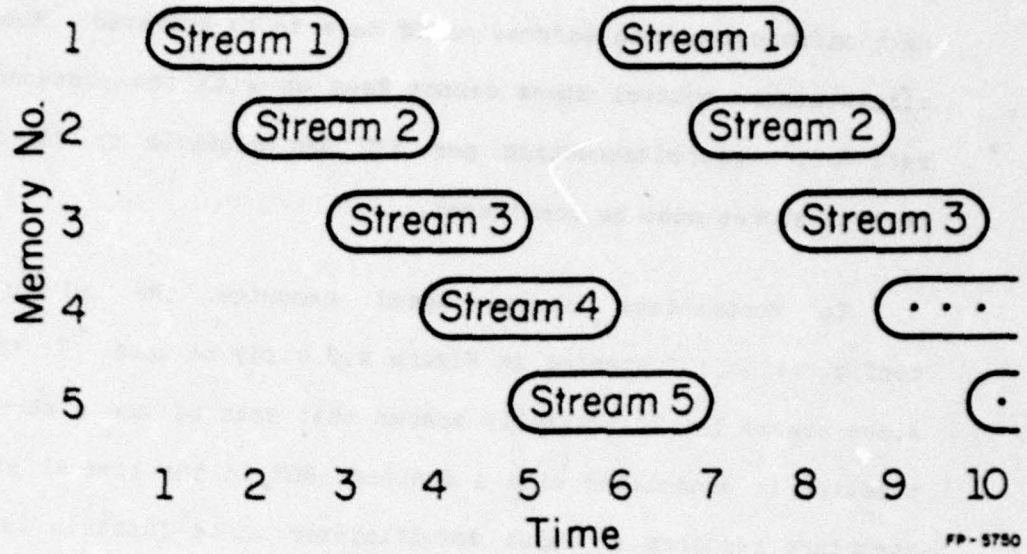 Memory No.
1 Stream 1 Stream 1
2 Stream 2 Stream 2
3 Stream 3 Stream 3
4 Stream 4 • • •
5 Stream 5 •
1 2 3 4 5 6 7 8 9 10
Time
FP-5750